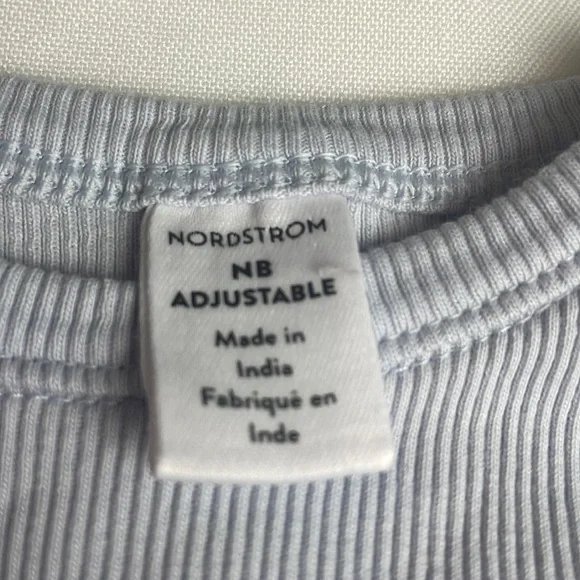 NORDSTROM
NB
ADJUSTABLE
Made in
India
Fabriqué en
Inde